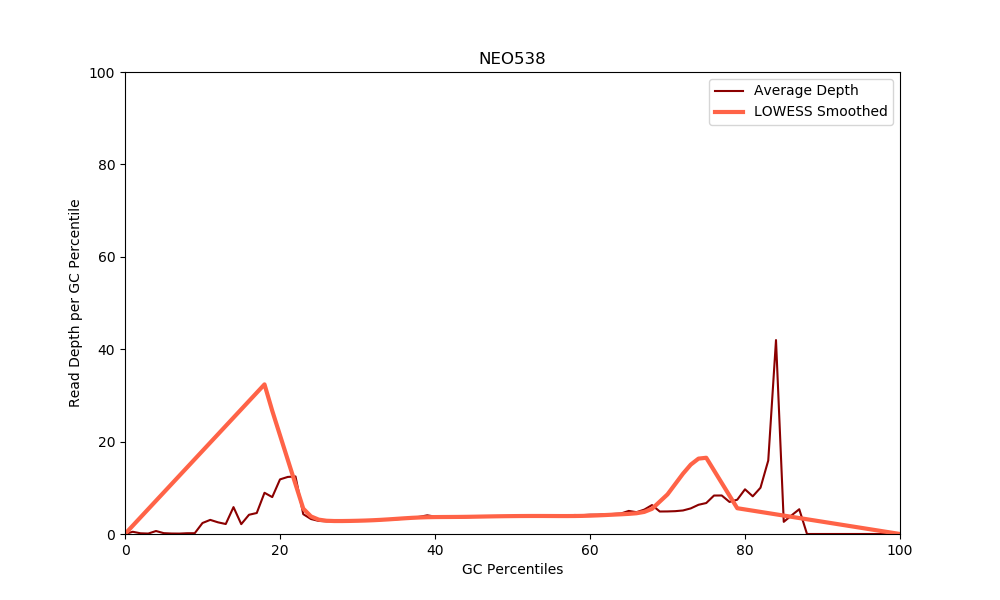 NEO538
Average Depth
LOWESS Smoothed
Read Depth per GC Percentile
100
80
60
40
20
0
0 20 40 60 80 100
GC Percentiles